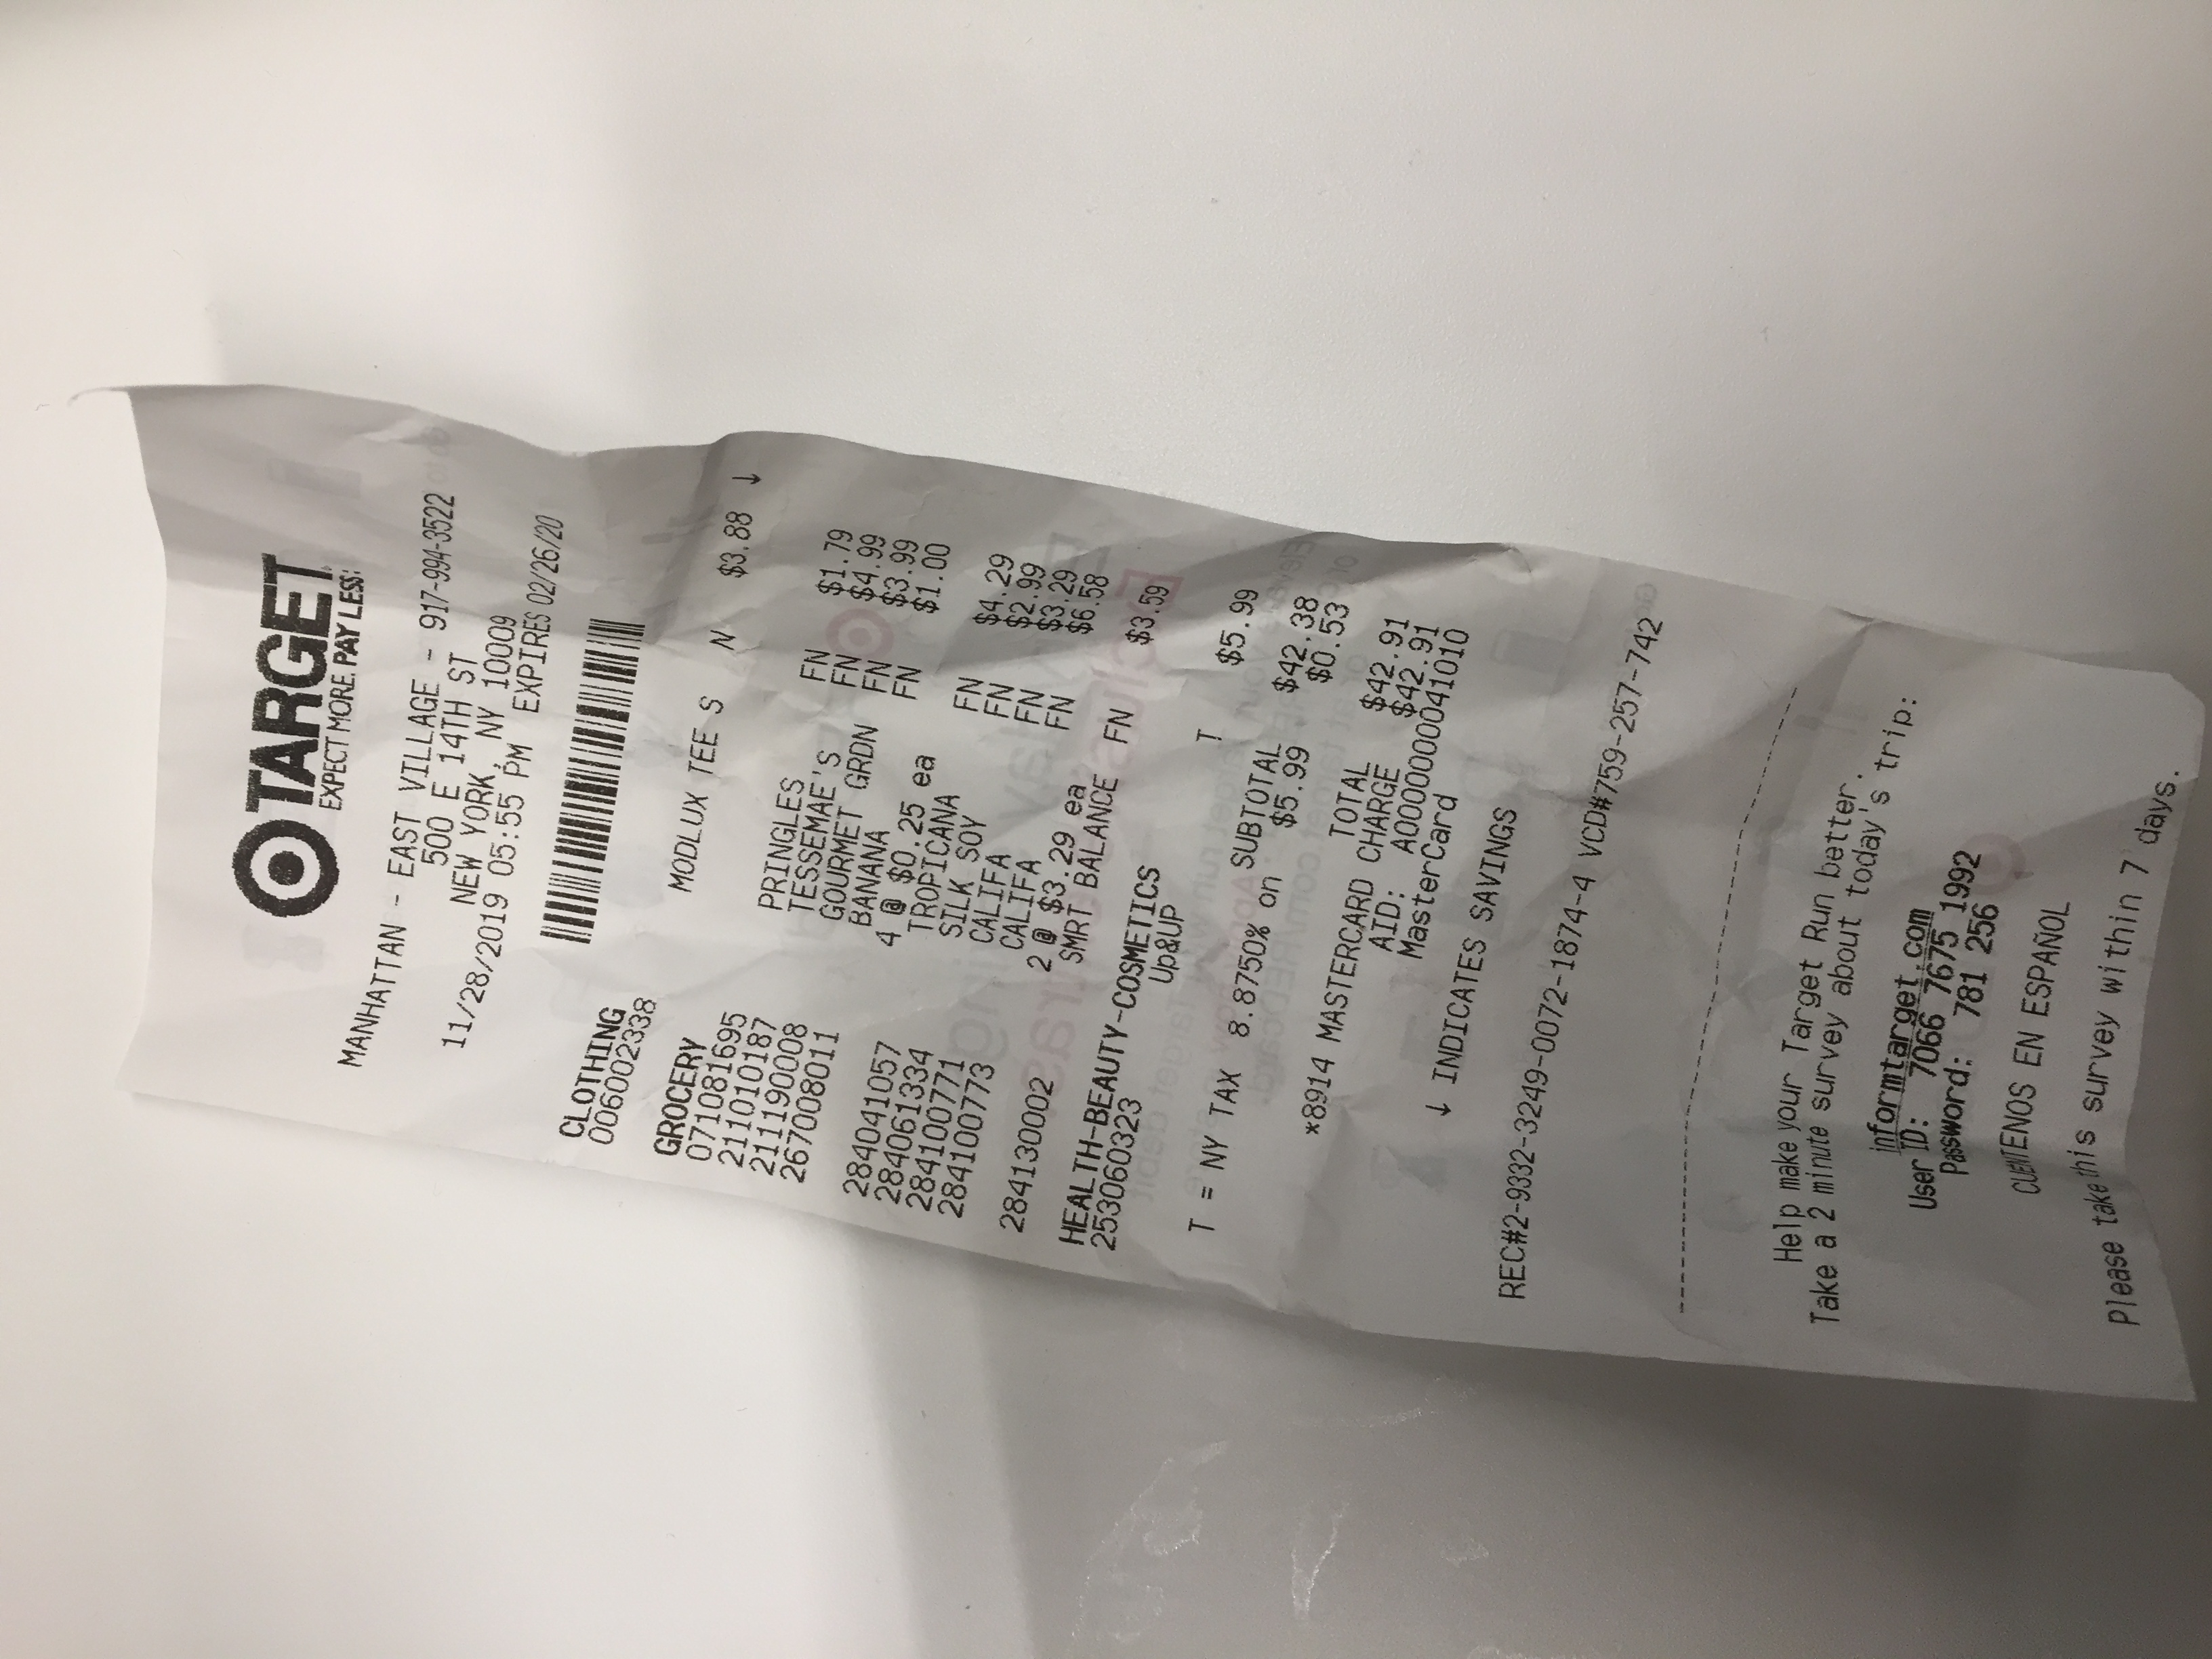 TARGET
EXPECT MORE. PAY LESS.
MANHATTAN - EAST VILLAGE - 917-994-3522
500 E 14TH ST
NEW YORK, NY 10009
11/28/2019 05:55 PM EXPIRES 02/26/20
CLOTHING
006002338 MODLUX TEE S N $3.88 ↓
GROCERY
071081695 PRINGLES FN $1.79
211010187 TESSEMAE'S FN $4.99
211190008 GOURMET GRDN FN $3.99
267008011 BANANA FN $1.00
4 @ $0.25 ea
284041057 TROPICANA FN $4.29
284061334 SILK SOY FN $2.99
284100771 CALIFA FN $3.29
284100773 CALIFA FN $6.58
2 @ $3.29 ea
284130002 SMRT BALANCE FN $3.59
HEALTH-BEAUTY-COSMETICS
253060323 Up&UP T $5.99
SUBTOTAL $42.38
T = NY TAX 8.8750% on $5.99 $0.53
TOTAL $42.91
*8914 MASTERCARD CHARGE $42.91
AID: A0000000041010
MasterCard
↓ INDICATES SAVINGS
REC#2-9332-3249-0072-1874-4 VCD#759-257-742
Help make your Target Run better.
Take a 2 minute survey about today's trip:
informtarget.com
User ID: 7066 7675 1992
Password: 781 256
CUENTENOS EN ESPAÑOL
Please take this survey within 7 days.